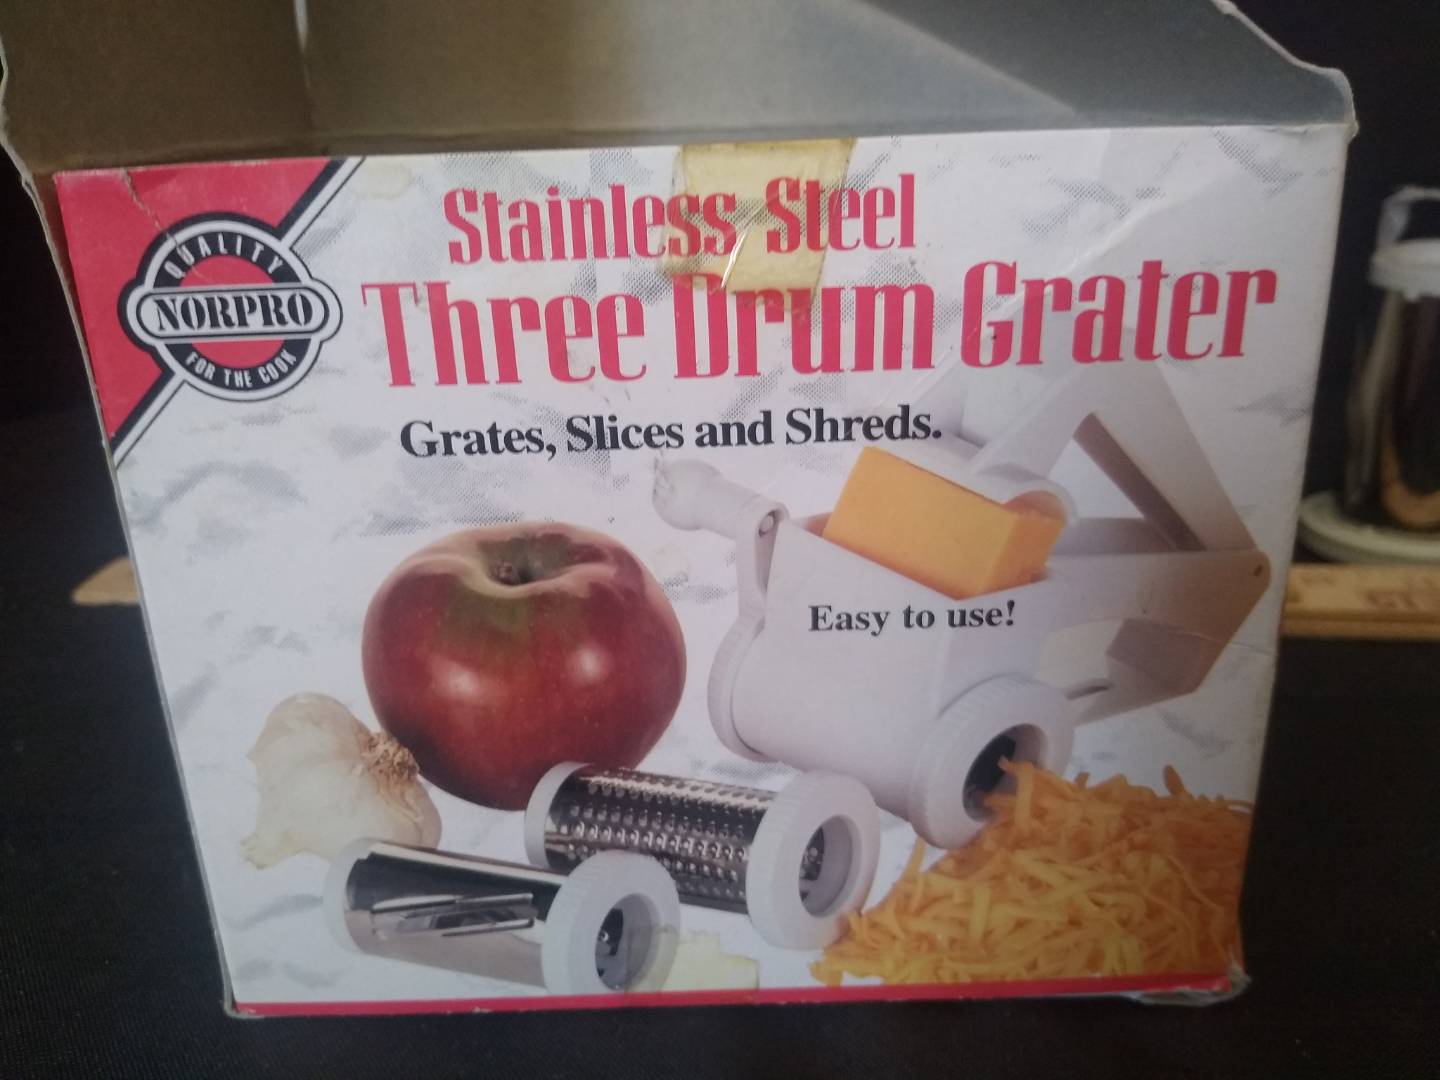 QUALITY
NORPRO
FOR THE COOK
Stainless Steel
Three Drum Grater
Grates, Slices and Shreds.
Easy to use!